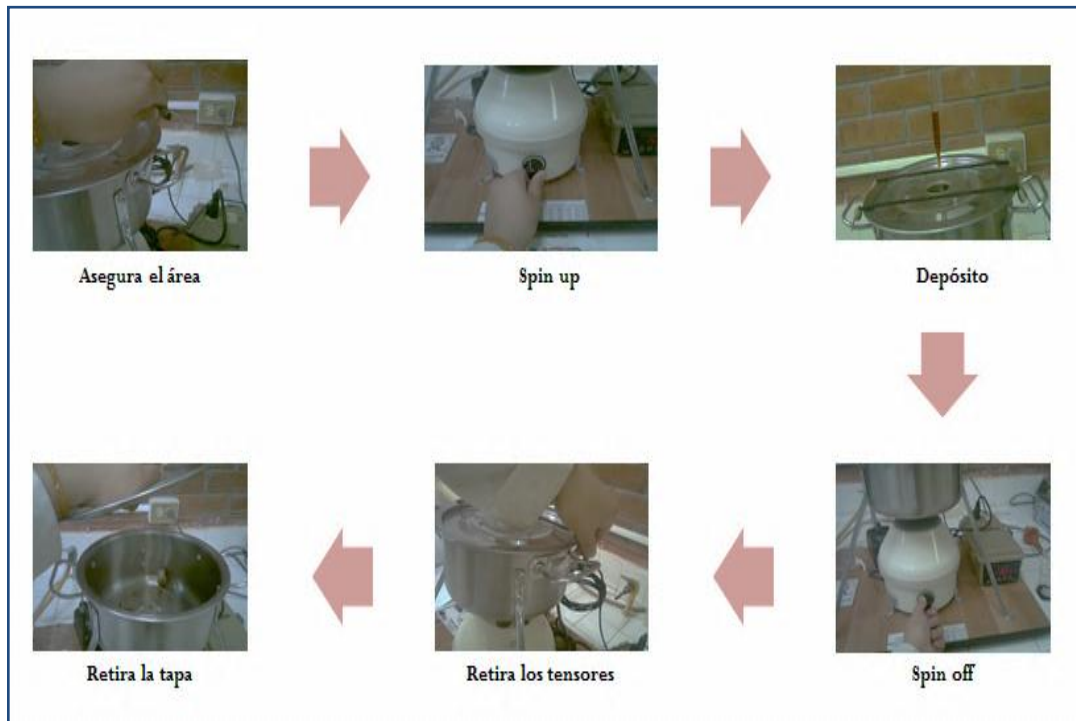 Asegura el área
Spin up
Depósito
Spin off
Retira los tensores
Retira la tapa